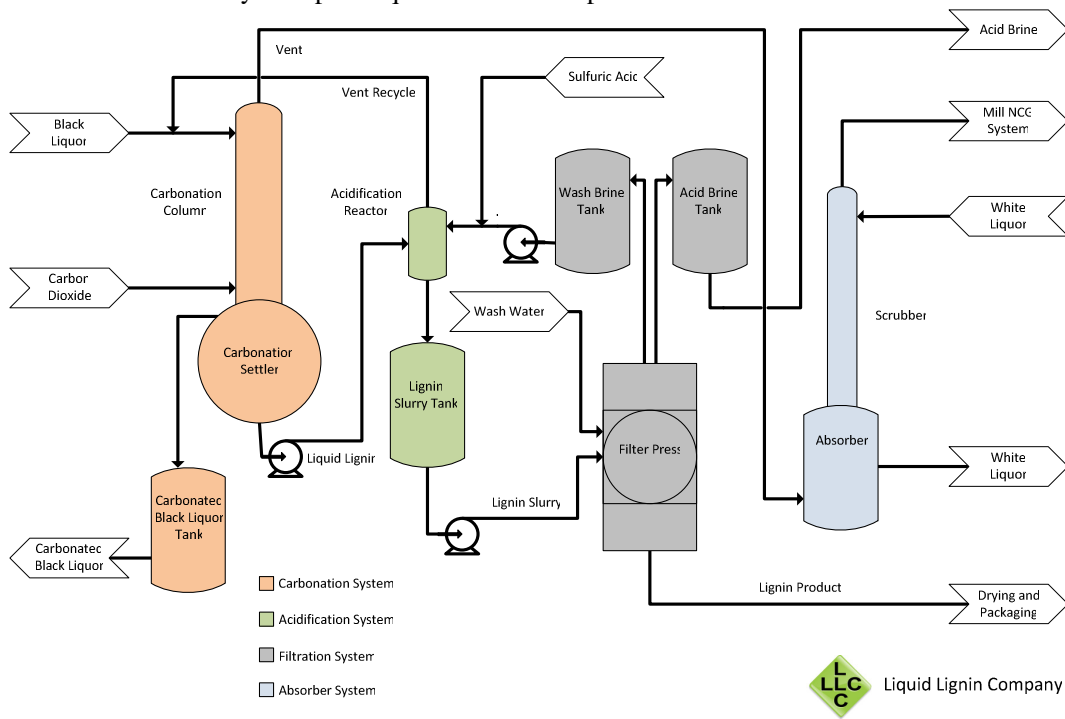 Vent
Acid Brine
Sulfuric Acid
Vent Recycle
Black
Liquor
Mill NCG
System
Carbonation
Column
Acidification
Reactor
Wash Brine
Tank
Acid Brine
Tank
White
Liquor
Carbon
Dioxide
Wash Water
Scrubber
Carbonation
Settler
Lignin
Slurry Tank
Filter Press
Absorber
Liquid Lignin
White
Liquor
Lignin Slurry
Carbonated
Black Liquor
Tank
Carbonated
Black Liquor
Carbonation System
Lignin Product
Drying and
Packaging
Acidification System
Filtration System
Absorber System
L
LLC
C
Liquid Lignin Company